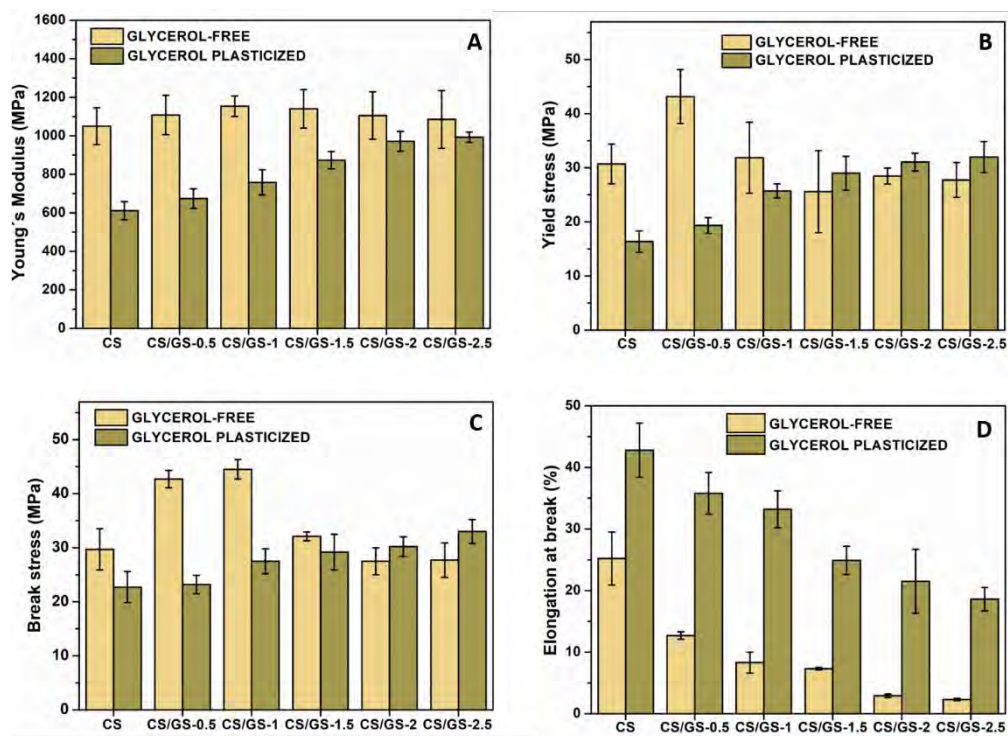 A
GLYCEROL-FREE
GLYCEROL PLASTICIZED
Young´s Modulus (MPa)
1600
1400
1200
1000
800
600
400
200
0
CS CS/GS-0.5 CS/GS-1 CS/GS-1.5 CS/GS-2 CS/GS-2.5
B
GLYCEROL-FREE
GLYCEROL PLASTICIZED
Yield stress (MPa)
50
40
30
20
10
0
CS CS/GS-0.5 CS/GS-1 CS/GS-1.5 CS/GS-2 CS/GS-2.5
C
GLYCEROL-FREE
GLYCEROL PLASTICIZED
Break stress (MPa)
50
40
30
20
10
0
CS CS/GS-0.5 CS/GS-1 CS/GS-1.5 CS/GS-2 CS/GS-2.5
D
GLYCEROL-FREE
GLYCEROL PLASTICIZED
Elongation at break (%)
50
40
30
20
10
0
CS CS/GS-0.5 CS/GS-1 CS/GS-1.5 CS/GS-2 CS/GS-2.5